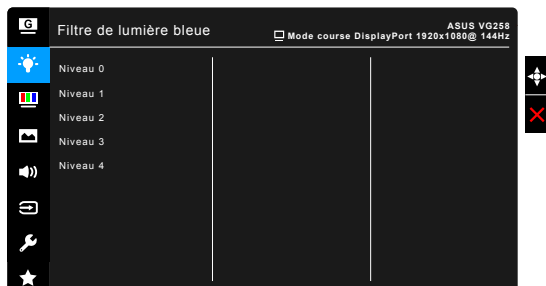 G
Filtre de lumière bleue
ASUS VG258
Mode course DisplayPort 1920x1080@ 144Hz
Niveau 0
Niveau 1
Niveau 2
Niveau 3
Niveau 4